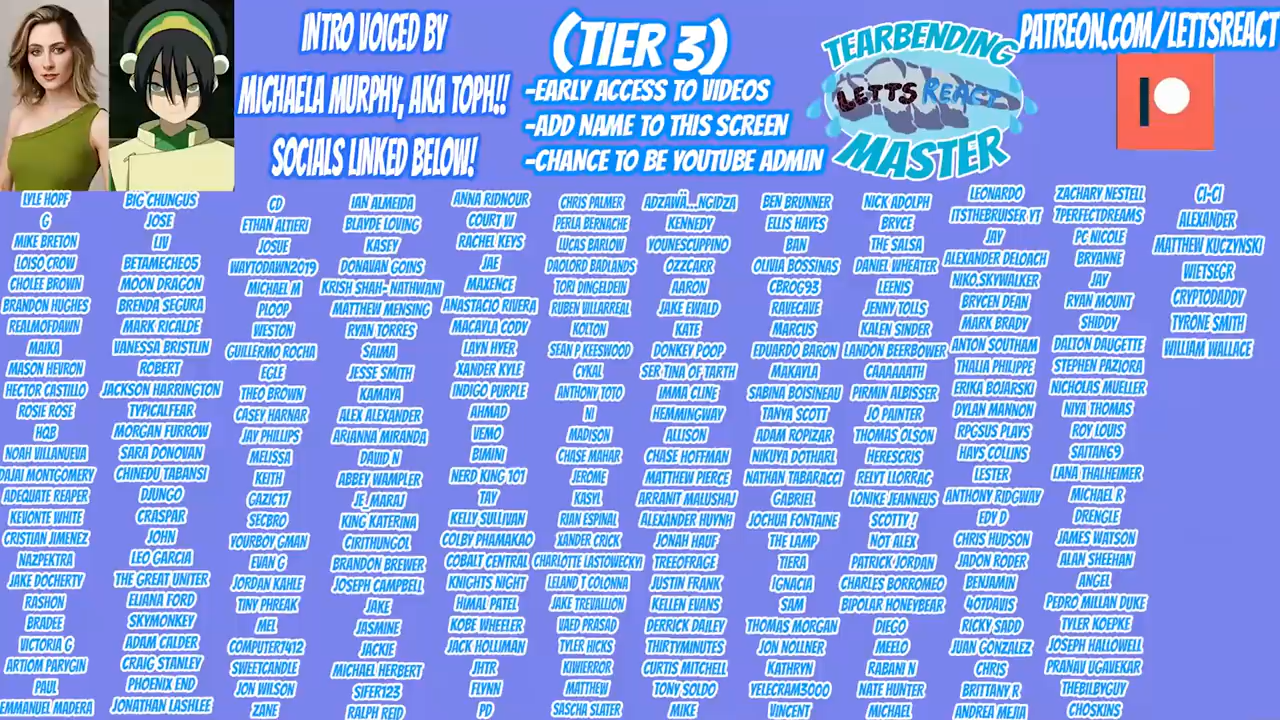 INTRO VOICED BY
MICHAELA MURPHY, AKA TOPH!!
SOCIALS LINKED BELOW!
(TIER 3)
-EARLY ACCESS TO VIDEOS
-ADD NAME TO THIS SCREEN
-CHANCE TO BE YOUTUBE ADMIN
TEARBENDING
LETTS REACT
MASTER
PATREON.COM/LETTSREACT
LYLE HOPF
G
MIKE BRETON
LOISO CROW
CHOLEE BROWN
BRANDON HUGHES
REALMOFDAWN
MAIKA
MASON HEVRON
HECTOR CASTILLO
ROSIE ROSE
HQB
NOAH VILLANUEVA
DAJAI MONTGOMERY
ADEQUATE REAPER
KEVONTE WHITE
CRISTIAN JIMENEZ
NAZPEKTRA
JAKE DOCHERTY
RASHON
BRADEE
VICTORIA G
ARTIOM PARYGIN
PAUL
EMMANUEL MADERA
BIG CHUNGUS
JOSE
LIV
BETAMECHE05
MOON DRAGON
BRENDA SEGURA
MARK RICALDE
VANESSA BRISTLIN
ROBERT
JACKSON HARRINGTON
TYPICALFEAR
MORGAN FURROW
SARA DONOVAN
CHINEDU TABANSI
DJUNGO
CRASPAR
JOHN
LEO GARCIA
THE GREAT UNITER
ELIANA FORD
SKYMONKEY
ADAM CALDER
CRAIG STANLEY
PHOENIX END
JONATHAN LASHLEE
CD
ETHAN ALTIERI
JOSUE
WAYTODAWN2019
MICHAEL M
PLOOP
WESTON
GUILLERMO ROCHA
EGLE
THEO BROWN
CASEY HARNAR
JAY PHILLIPS
MELISSA
KEITH
GAZIC17
SECBRO
YOURBOY GMAN
EVAN G
JORDAN KAHLE
TINY PHREAK
MEL
COMPUTER7412
SWEETCANDLE
JON WILSON
ZANE
IAN ALMEIDA
BLAYDE LOVING
KASEY
DONAVAN GOINS
KRISH SHAH-NATHWANI
MATTHEW MENSING
RYAN TORRES
SAIMA
JESSE SMITH
KAMAYA
ALEX ALEXANDER
ARIANNA MIRANDA
DAVID N
ABBEY WAMPLER
JE_MARAJ
KING KATERINA
CIRITHUNGOL
BRANDON BREWER
JOSEPH CAMPBELL
JAKE
JASMINE
JACKIE
MICHAEL HERBERT
SIFER123
RALPH REID
ANNA RIDNOUR
COURT W
RACHEL KEYS
JAE
MAXENCE
ANASTACIO RIVERA
MACAYLA CODY
LAYN HYER
XANDER KYLE
INDIGO PURPLE
AHMAD
VEMO
BIMINI
NERD KING 101
TAY
KELLY SULLIVAN
COLBY PHAMAKAO
COBALT CENTRAL
KNIGHTS NIGHT
HIMAL PATEL
KOBE WHEELER
JACK HOLLIMAN
JHTR
FLYNN
PD
CHRIS PALMER
PERLA BERNACHE
LUCAS BARLOW
DAOLORD BADLANDS
TORI DINGELDEIN
RUBEN VILLARREAL
KOLTON
SEAN P KEESWOOD
CYKAL
ANTHONY TOTO
NI
MADISON
CHASE MAHAR
JEROME
KASYL
RIAN ESPINAL
XANDER CRICK
CHARLOTTE LASTOWECKYI
LELAND T COLONNA
JAKE TREVALLION
VAED PRASAD
TYLER HICKS
KIWIERROR
MATTHEW
SASCHA SLATER
ADZAWÄ...NGIDZA
KENNEDY
YOUNESCUPPINO
OZZCARR
AARON
JAKE EWALD
KATE
DONKEY POOP
SER TINA OF TARTH
IMMA CLINE
HEMMINGWAY
ALLISON
CHASE HOFFMAN
MATTHEW PIERCE
ARRANIT MALUSHAJ
ALEXANDER HUYNH
JONAH HAUF
TREEOFRAGE
JUSTIN FRANK
KELLEN EVANS
DERRICK DAILEY
THIRTYMINUTES
CURTIS MITCHELL
TONY SOLDO
MIKE
BEN BRUNNER
ELLIS HAYES
BAN
OLIVIA BOSSINAS
CBROG93
RAVECAVE
MARCUS
EDUARDO BARON
MAKAYLA
SABINA BOISINEAU
TANYA SCOTT
ADAM ROPIZAR
NIKUYA DOTHARL
NATHAN TABARACCI
GABRIEL
JOCHUA FONTAINE
THE LAMP
TIERA
IGNACIA
SAM
THOMAS MORGAN
JON NOLLNER
KATHRYN
YELECRAM3000
VINCENT
NICK ADOLPH
BRYCE
THE SALSA
DANIEL WHEATER
LEENIS
JENNY TOLLS
KALEN SINDER
LANDON BEERBOWER
CAAAAATH
PIRMIN ALBISSER
JO PAINTER
THOMAS OLSON
HERESCRIS
RELYT LLORRAC
LONIKE JEANNEUS
SCOTTY !
NOT ALEX
PATRICK JORDAN
CHARLES BORROMEO
BIPOLAR HONEYBEAR
DIEGO
MEELO
RABANI N
NATE HUNTER
MICHAEL
LEONARDO
ITSTHEBRUISER YT
JAY
ALEXANDER DELOACH
NIKO.SKYWALKER
BRYCEN DEAN
MARK BRADY
ANTON SOUTHAM
THALIA PHILIPPE
ERIKA BOJARSKI
DYLAN MANNON
RPGSUS PLAYS
HAYS COLLINS
LESTER
ANTHONY RIDGWAY
EDY D
CHRIS HUDSON
JADON RODER
BENJAMIN
407DAVIS
RICKY SADD
JUAN GONZALEZ
CHRIS
BRITTANY R
ANDREA MEJIA
ZACHARY NESTELL
7PERFECTDREAMS
PC NICOLE
BRYANNE
JAY
RYAN MOUNT
SHIDDY
DALTON DAUGETTE
STEPHEN PAZIORA
NICHOLAS MUELLER
NIYA THOMAS
ROY LOUIS
SAITAN69
LANA THALHEIMER
MICHAEL R
DRENGLE
JAMES WATSON
ALAN SHEEHAN
ANGEL
PEDRO MILLAN DUKE
TYLER KOEPKE
JOSEPH HALLOWELL
PRANAV UGAVEKAR
THEBILBYGUY
CHOSKINS
CI-CI
ALEXANDER
MATTHEW KUCZYNSKI
WIETSEGR
CRYPTODADDY
TYRONE SMITH
WILLIAM WALLACE